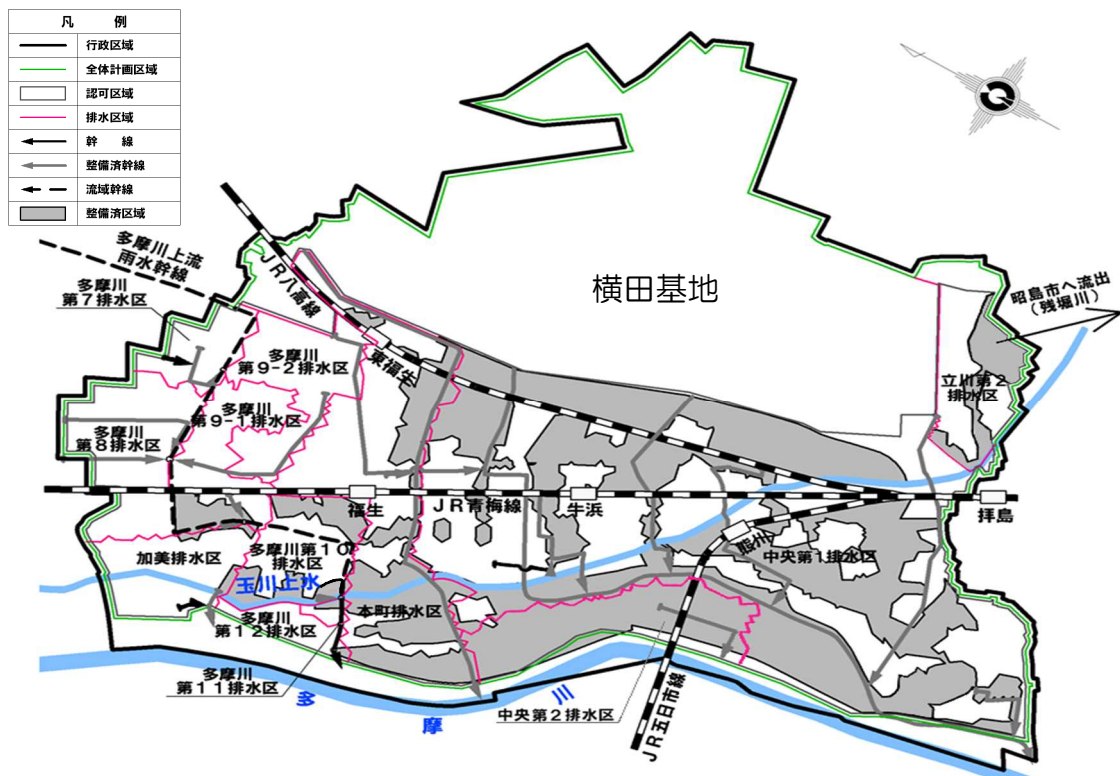 凡 例
行政区域
全体計画区域
認可区域
排水区域
幹 線
整備済幹線
流域幹線
整備済区域
多摩川上流
雨水幹線
JR八高線
横田基地
昭島市へ流出
(残堀川)
多摩川
第7排水区
多摩川
第9-2排水区
東福生
立川第2
排水区
多摩川
第9-1排水区
多摩川
第8排水区
福生
JR青梅線
牛浜
拝島
熊川
加美排水区
多摩川第10
排水区
中央第1排水区
玉川上水
多摩川
第12排水区
本町排水区
多摩川
第11排水区
多摩川
中央第2排水区
JR五日市線